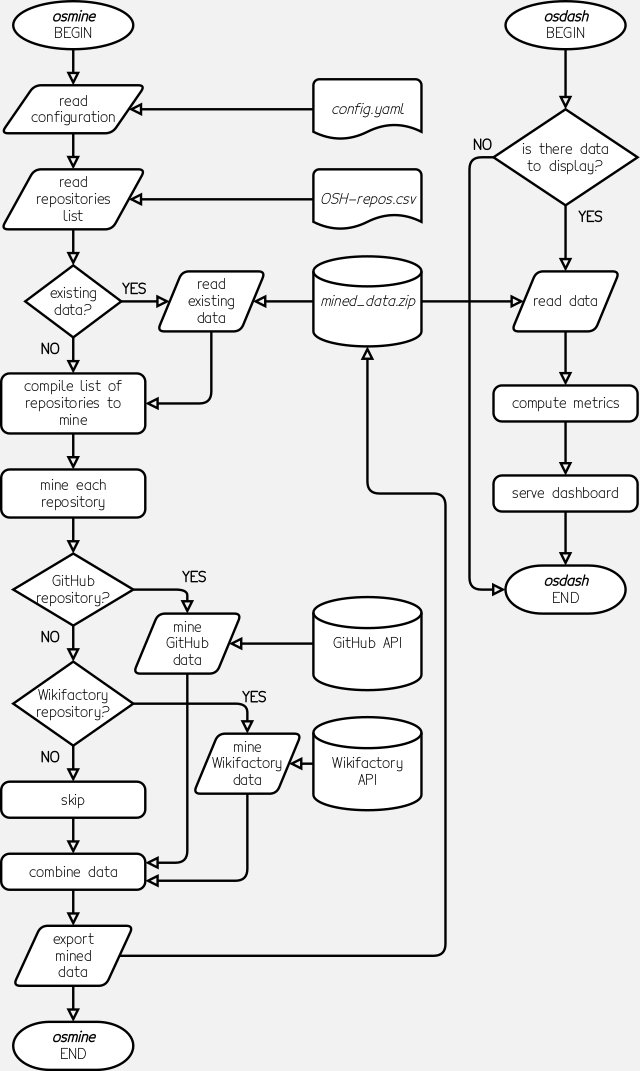 osmine
BEGIN
read
configuration
config.yaml
read
repositories
list
OSH-repos.csv
existing
data?
YES
NO
read
existing
data
mined_data.zip
compile list of
repositories to
mine
mine each
repository
GitHub
repository?
YES
NO
mine
GitHub
data
GitHub API
Wikifactory
repository?
YES
NO
mine
Wikifactory
data
Wikifactory
API
skip
combine data
export
mined
data
osmine
END
osdash
BEGIN
is there data
to display?
NO
YES
read data
compute metrics
serve dashboard
osdash
END